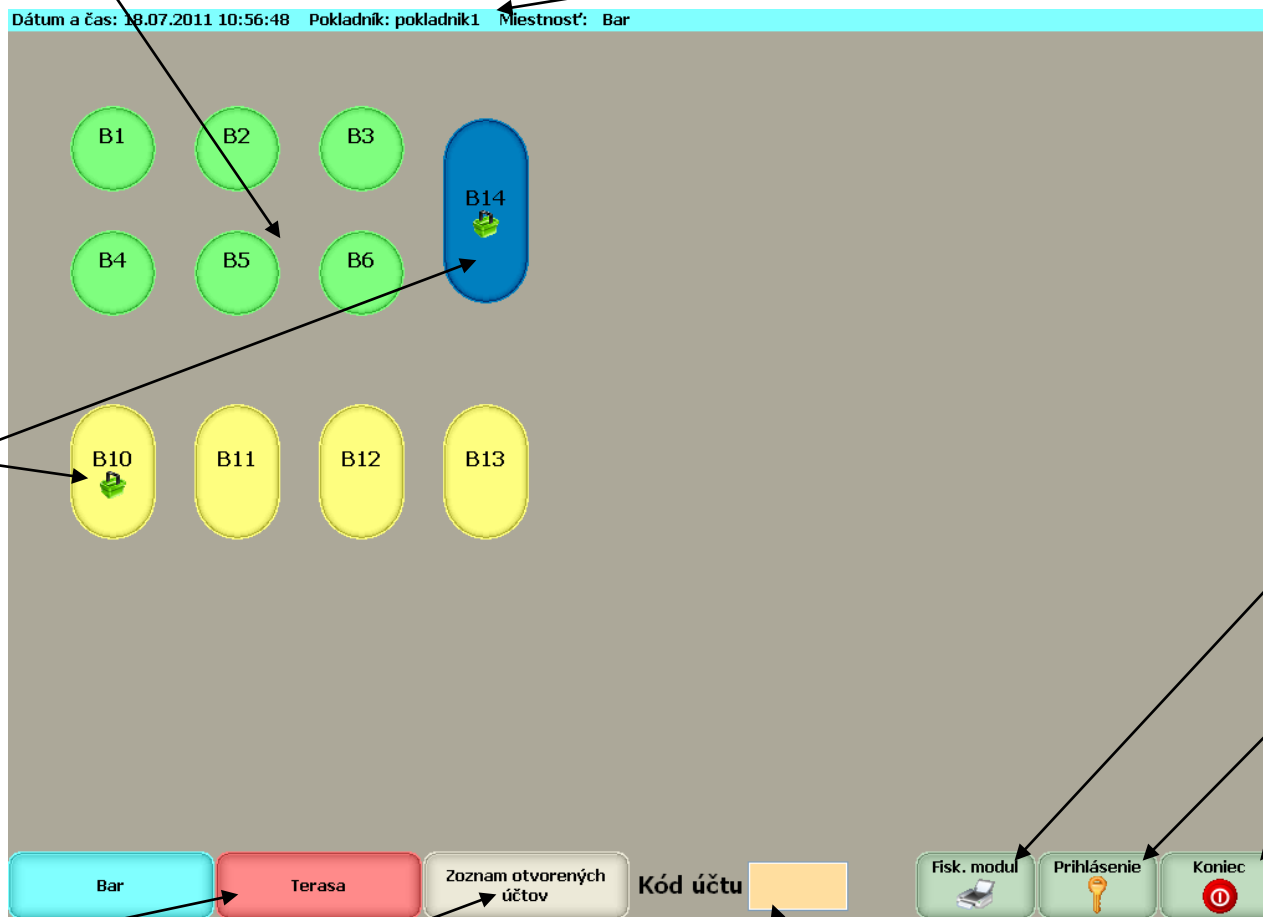 Dátum a čas: 18.07.2011 10:56:48 Pokladník: pokladnik1 Miestnosť: Bar
B1 B2 B3
B14
B4 B5 B6
B10 B11 B12 B13
Bar
Terasa
Zoznam otvorených
účtov
Kód účtu
Fisk. modul
Prihlásenie
Koniec